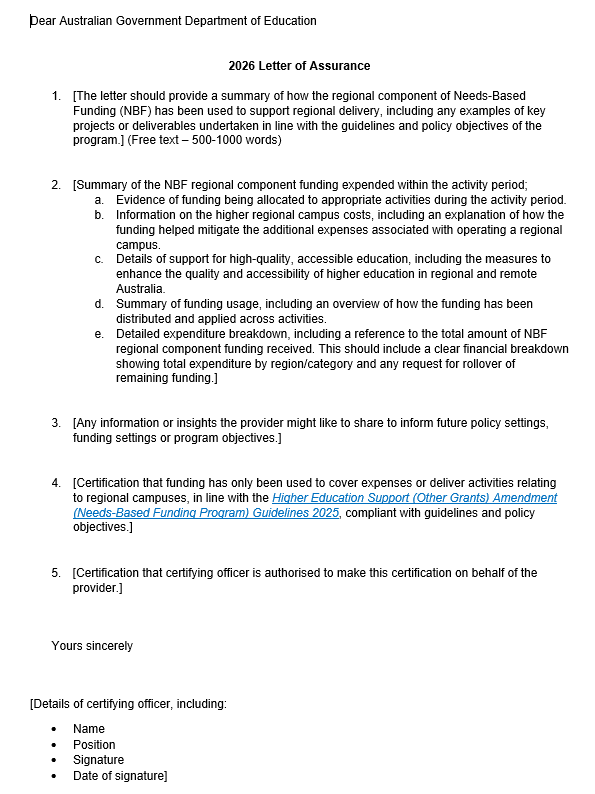 Dear Australian Government Department of Education
2026 Letter of Assurance
1. [The letter should provide a summary of how the regional component of Needs-Based
Funding (NBF) has been used to support regional delivery, including any examples of key
projects or deliverables undertaken in line with the guidelines and policy objectives of the
program.] (Free text – 500-1000 words)
2. [Summary of the NBF regional component funding expended within the activity period;
a. Evidence of funding being allocated to appropriate activities during the activity period.
b. Information on the higher regional campus costs, including an explanation of how the
funding helped mitigate the additional expenses associated with operating a regional
campus.
c. Details of support for high-quality, accessible education, including the measures to
enhance the quality and accessibility of higher education in regional and remote
Australia.
d. Summary of funding usage, including an overview of how the funding has been
distributed and applied across activities.
e. Detailed expenditure breakdown, including a reference to the total amount of NBF
regional component funding received. This should include a clear financial breakdown
showing total expenditure by region/category and any request for rollover of
remaining funding.]
3. [Any information or insights the provider might like to share to inform future policy settings,
funding settings or program objectives.]
4. [Certification that funding has only been used to cover expenses or deliver activities relating
to regional campuses, in line with the Higher Education Support (Other Grants) Amendment
(Needs-Based Funding Program) Guidelines 2025, compliant with guidelines and policy
objectives.]
5. [Certification that certifying officer is authorised to make this certification on behalf of the
provider.]
Yours sincerely
[Details of certifying officer, including:
• Name
• Position
• Signature
• Date of signature]